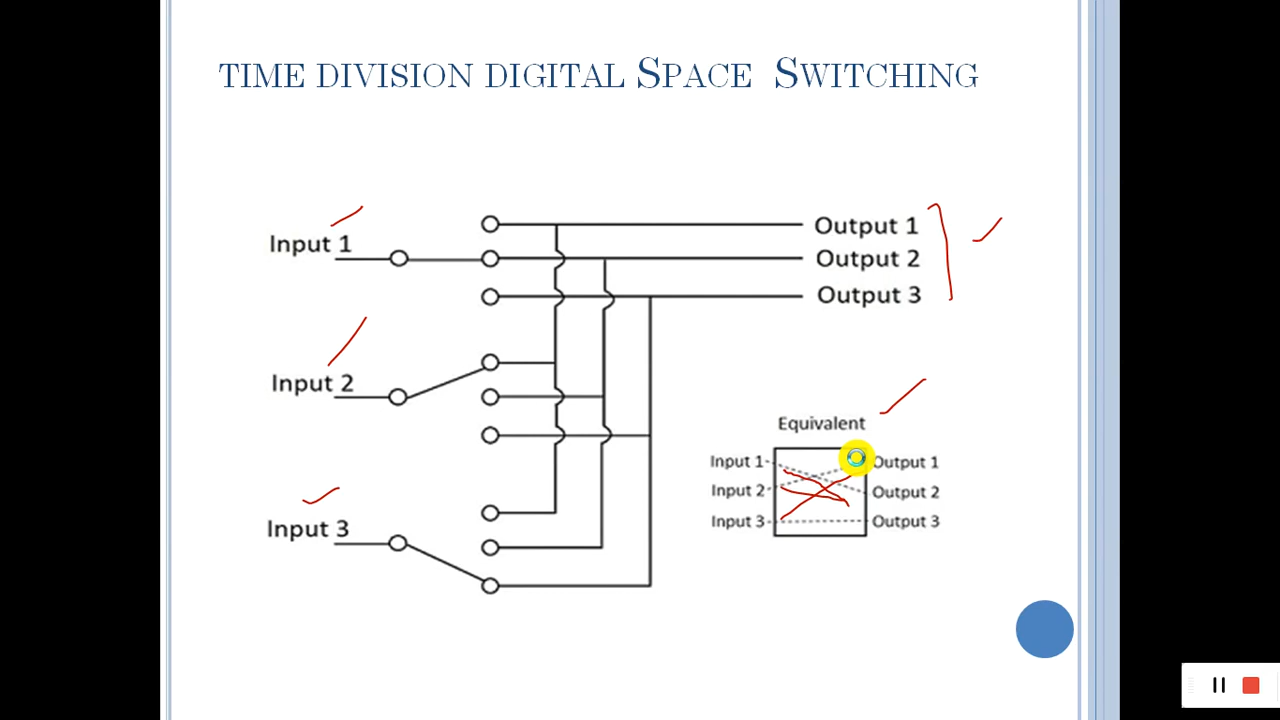 TIME DIVISION DIGITAL SPACE SWITCHING
Input 1
Output 1
Output 2
Output 3
Input 2
Input 3
Equivalent
Input 1
Output 1
Input 2
Output 2
Input 3
Output 3